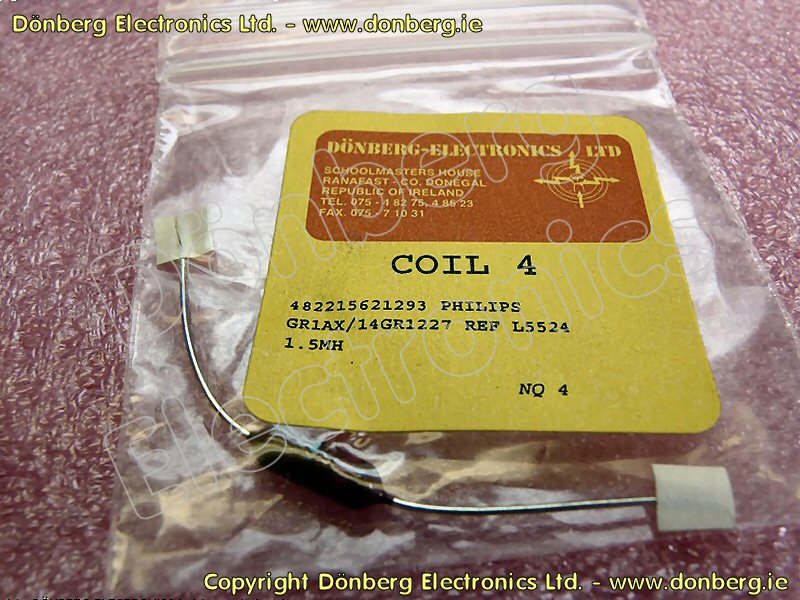 Dönberg Electronics Ltd. - www.donberg.ie
DÖNBERG-ELECTRONICS LTD
SCHOOLMASTERS HOUSE
RANAFAST - CO. DONEGAL
REPUBLIC OF IRELAND
TEL. 075 - 4 82 75, 4 85 23
FAX. 075 - 7 10 31
COIL 4
482215621293 PHILIPS
GR1AX/14GR1227 REF L5524
1.5MH
NQ 4
Dönberg
Electronics
Copyright Dönberg Electronics Ltd. - www.donberg.ie